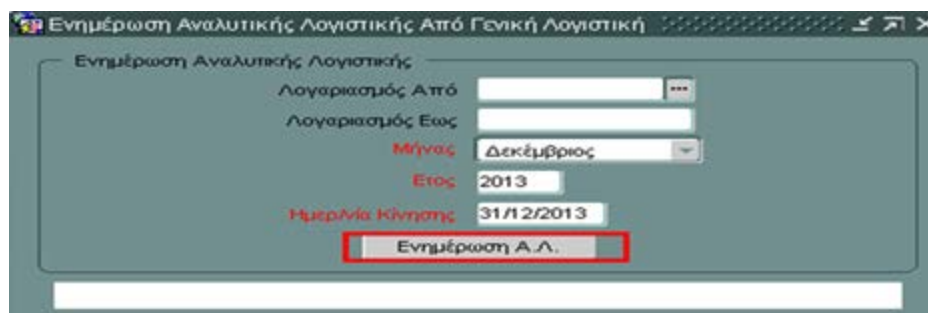 Ενημέρωση Αναλυτικής Λογιστικής Από Γενική Λογιστική
Ενημέρωση Αναλυτικής Λογιστικής
Λογαριασμός Από
Λογαριασμός Εως
Μήνας Δεκέμβριος
Ετος 2013
Ημερ/νία Κίνησης 31/12/2013
Ενημέρωση Α.Λ.